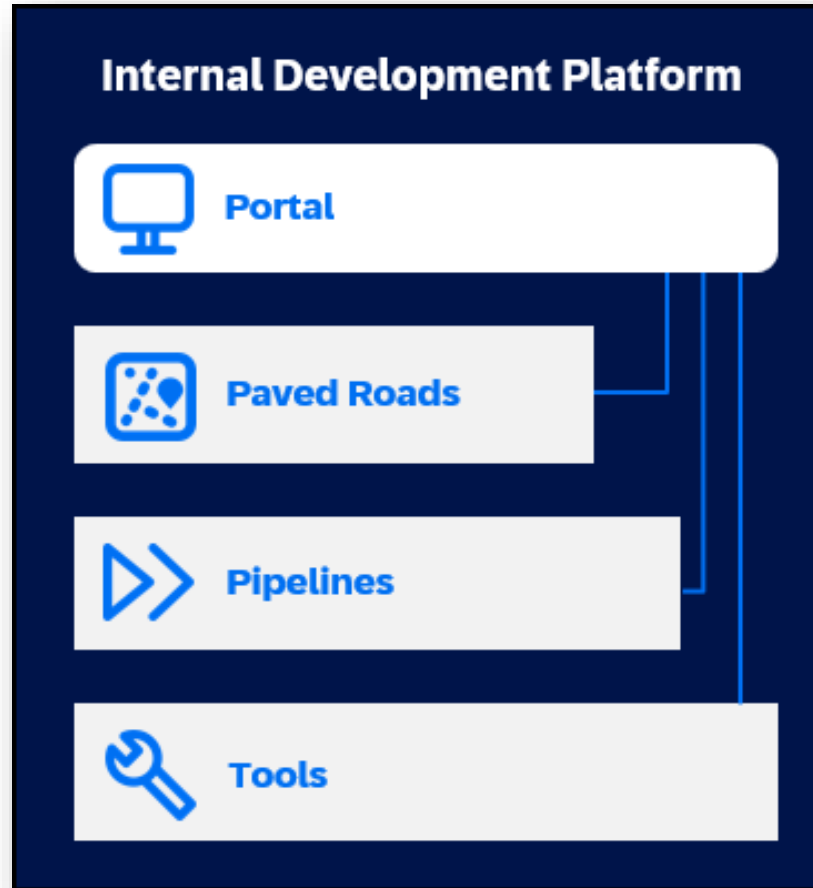 Internal Development Platform
Portal
Paved Roads
Pipelines
Tools